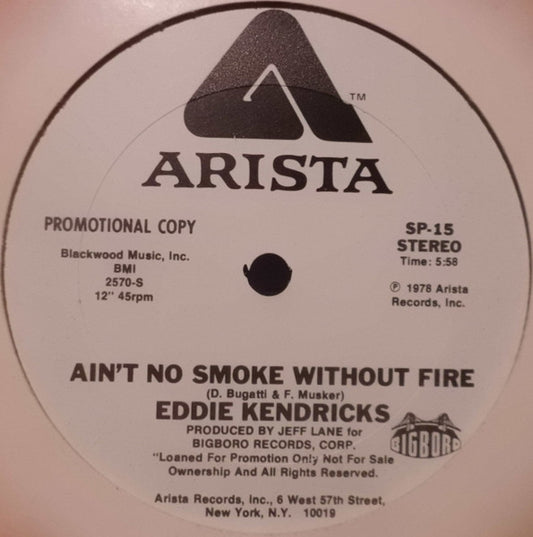 TM
ARISTA
PROMOTIONAL COPY
Blackwood Music, Inc.
BMI
2570-S
12" 45rpm
SP-15
STEREO
Time: 5:58
℗ 1978 Arista
Records, Inc.
AIN'T NO SMOKE WITHOUT FIRE
(D. Bugatti & F. Musker)
EDDIE KENDRICKS
PRODUCED BY JEFF LANE for
BIGBORO RECORDS, CORP.
BIGBORO
"Loaned For Promotion Only Not For Sale
Ownership And All Rights Reserved.
Arista Records, Inc., 6 West 57th Street,
New York, N.Y. 10019